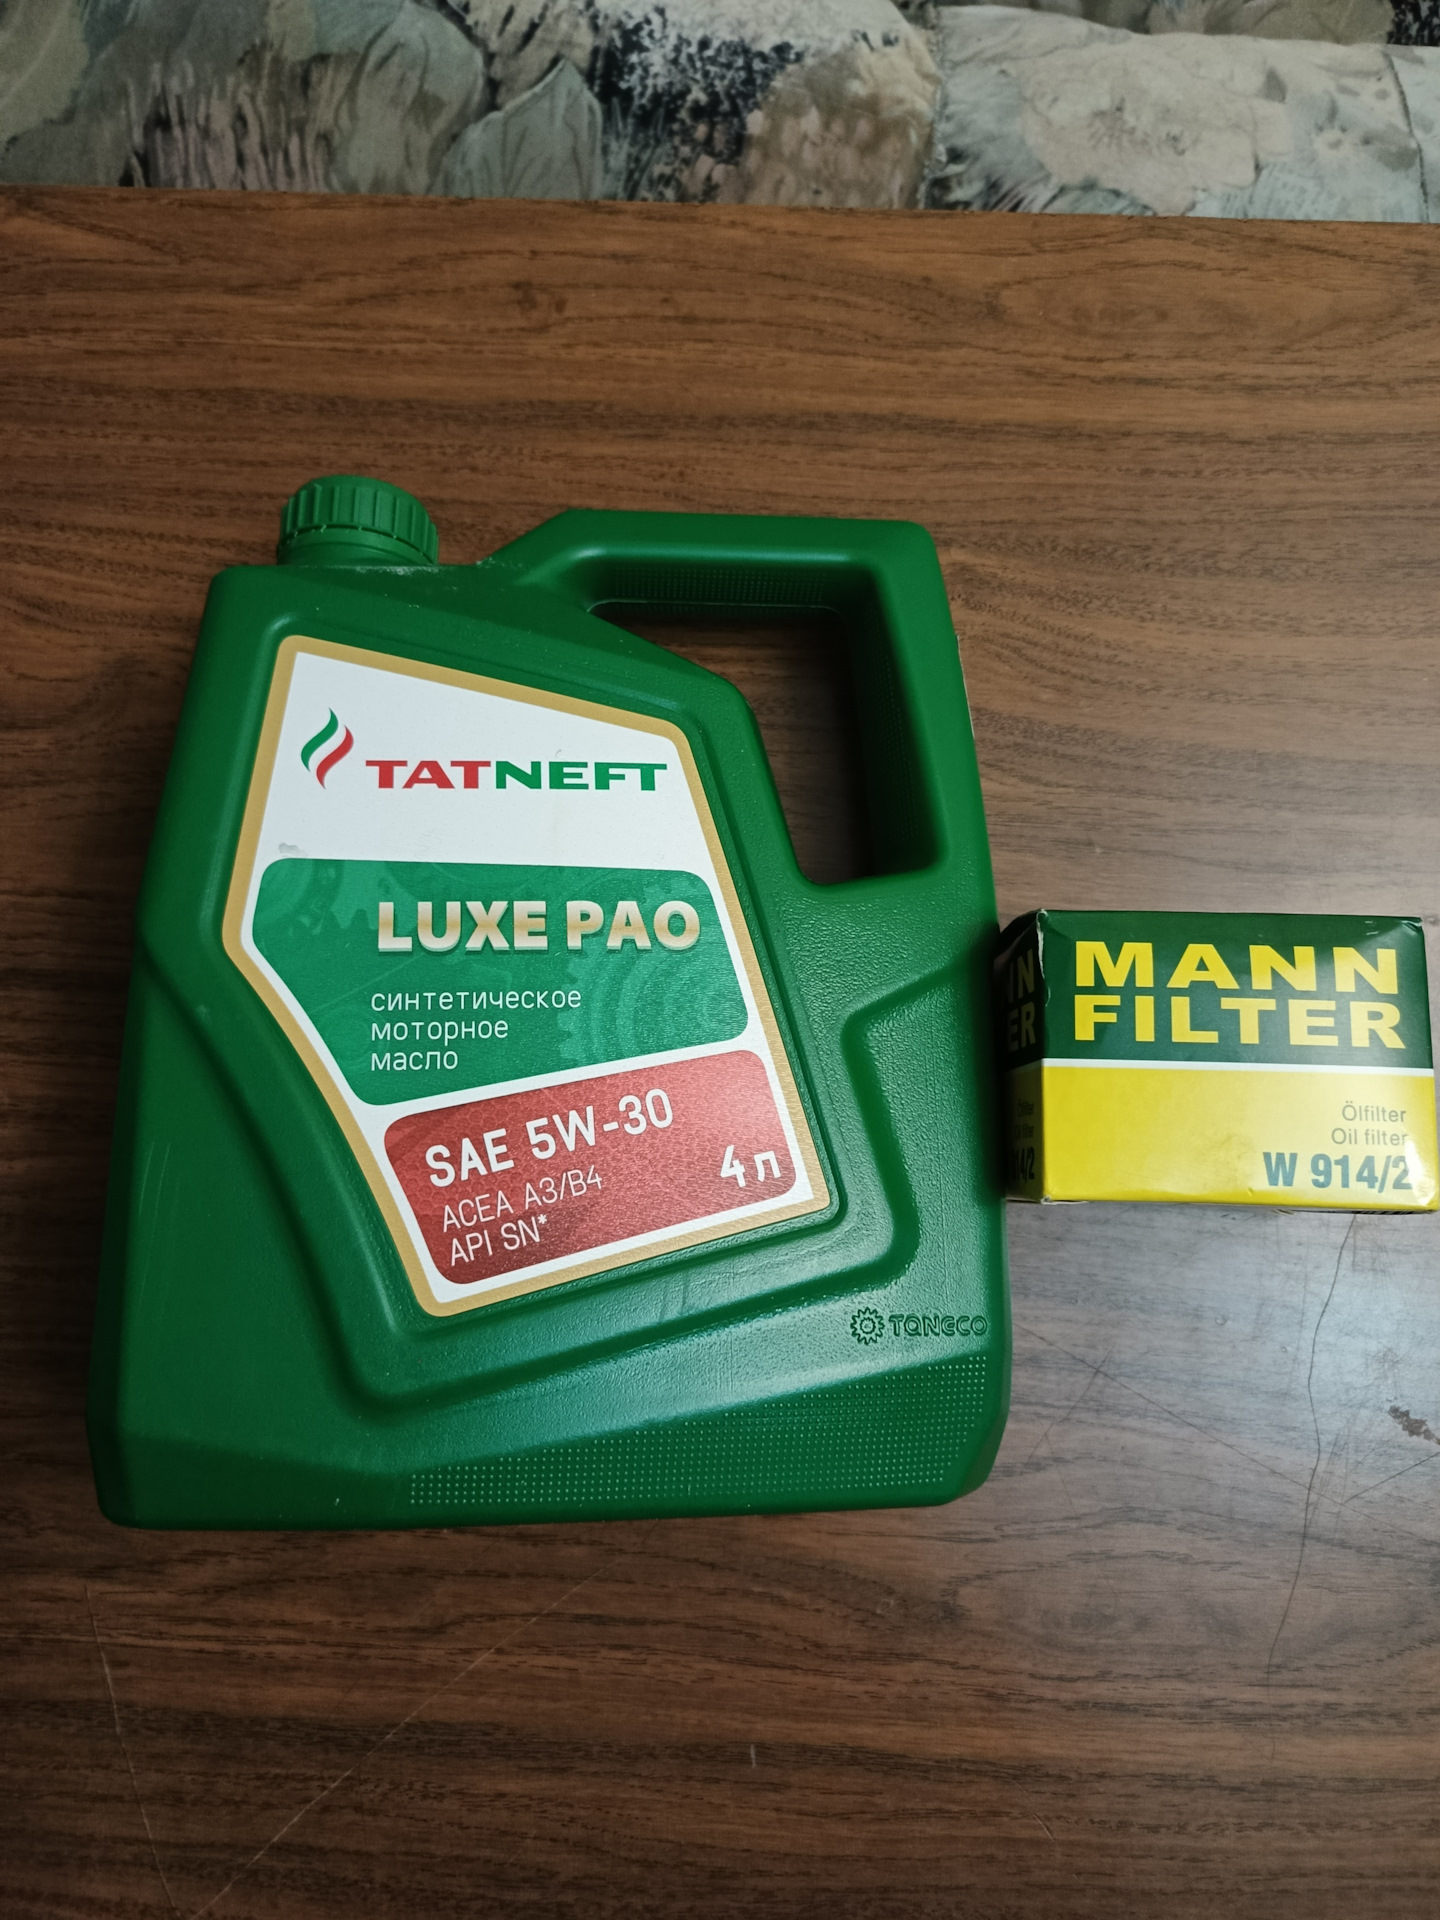 TATNEFT
LUXE PAO
синтетическое
моторное
масло
SAE 5W-30
4 л
ACEA A3/B4
API SN*
TANECO
MANN
FILTER
Ölfilter
Oil filter
W 914/2